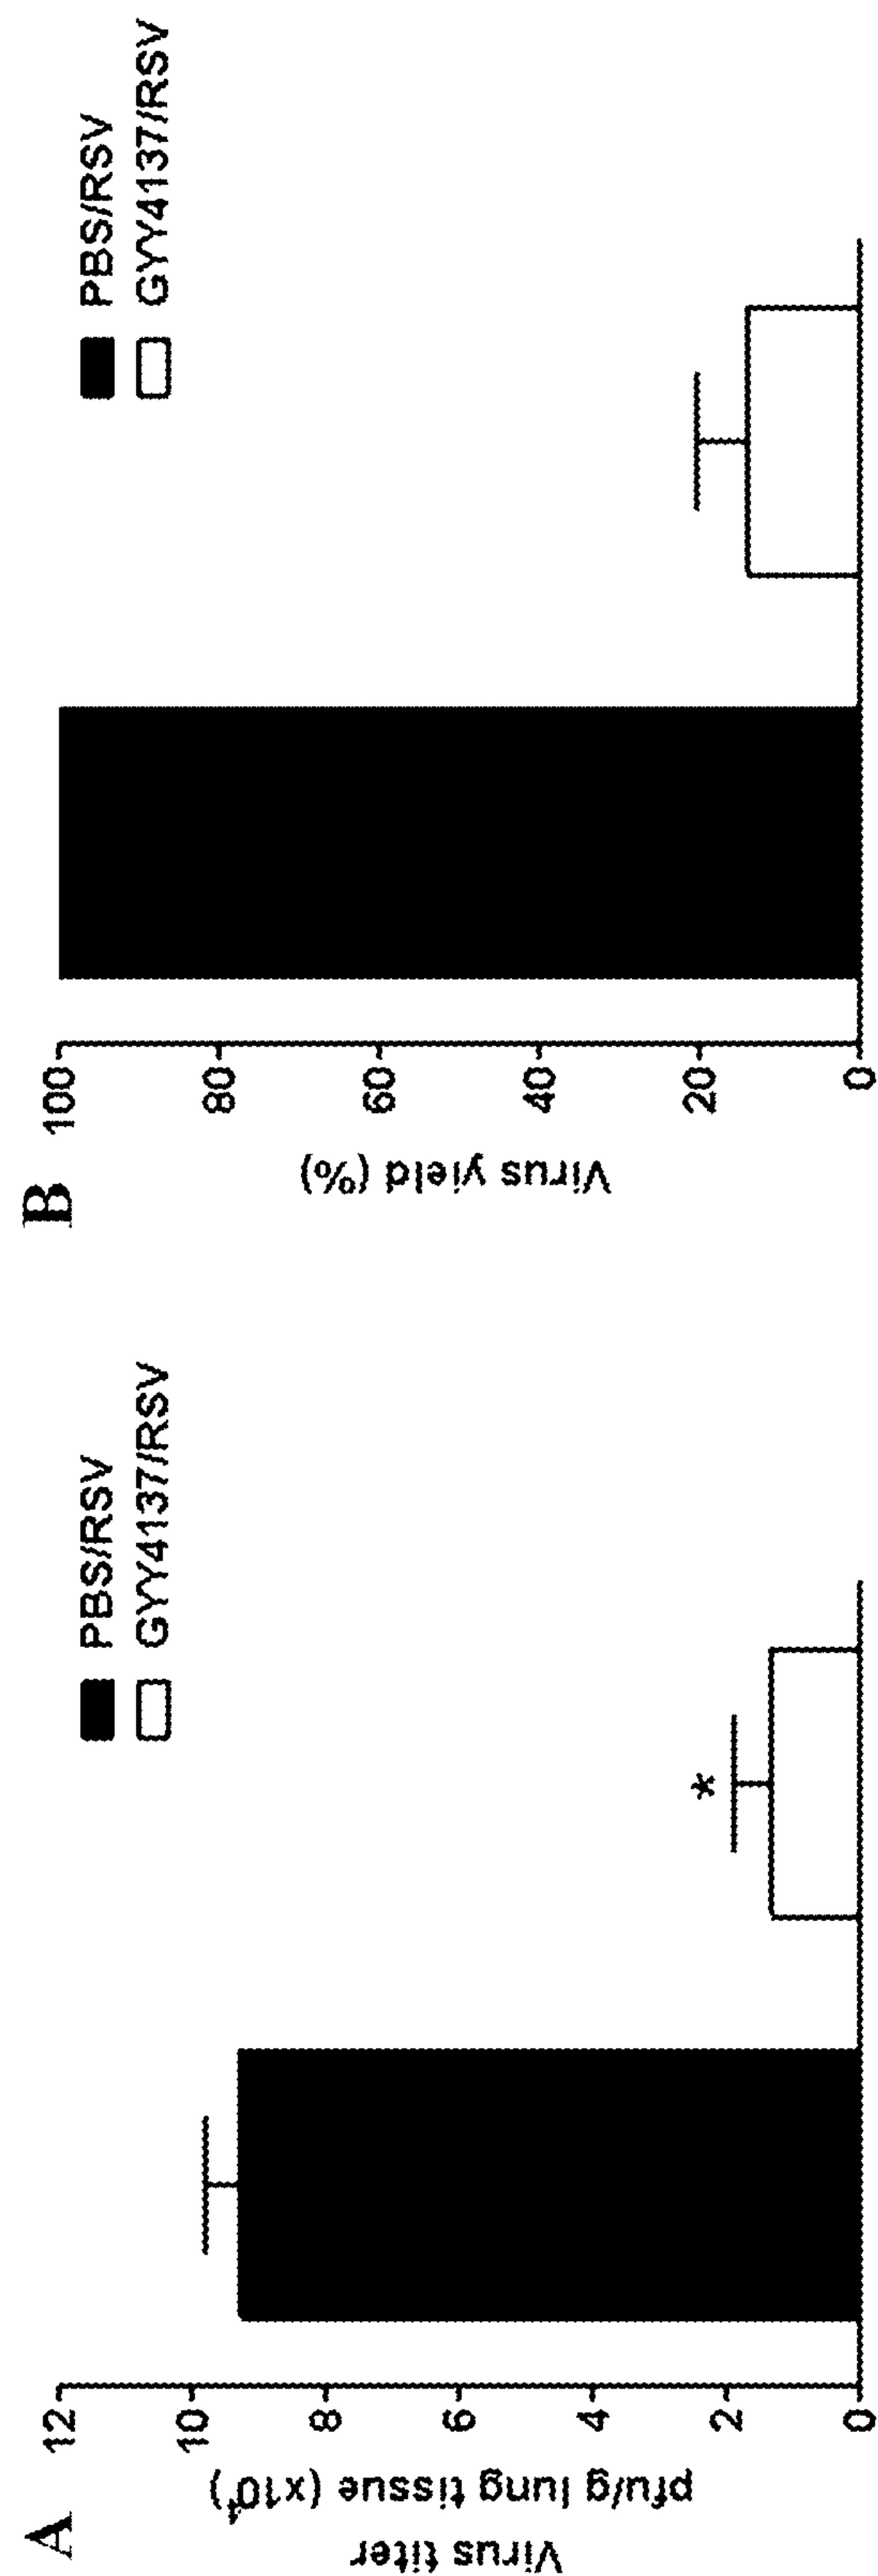 A
Virus titer
pfu/g lung tissue (x10⁴)
12
10
8
6
4
2
0
*
PBS/RSV
GYY4137/RSV
B
Virus yield (%)
100
80
60
40
20
0
PBS/RSV
GYY4137/RSV